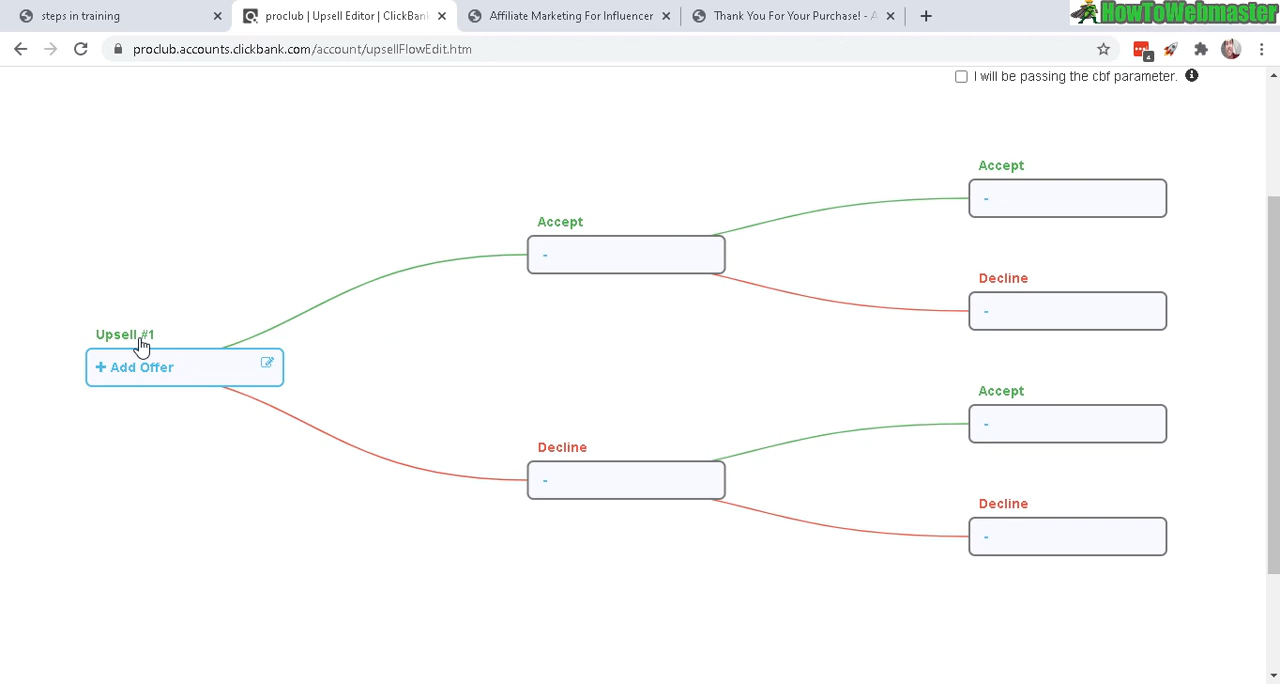 steps in training
proclub | Upsell Editor | ClickBan
Affiliate Marketing For Influencer
Thank You For Your Purchase! - A
HowToWebmaster
proclub.accounts.clickbank.com/account/upsellFlowEdit.htm
4
I will be passing the cbf parameter.
Accept
-
Accept
-
Decline
-
Upsell #1
+ Add Offer
Accept
-
Decline
-
Decline
-